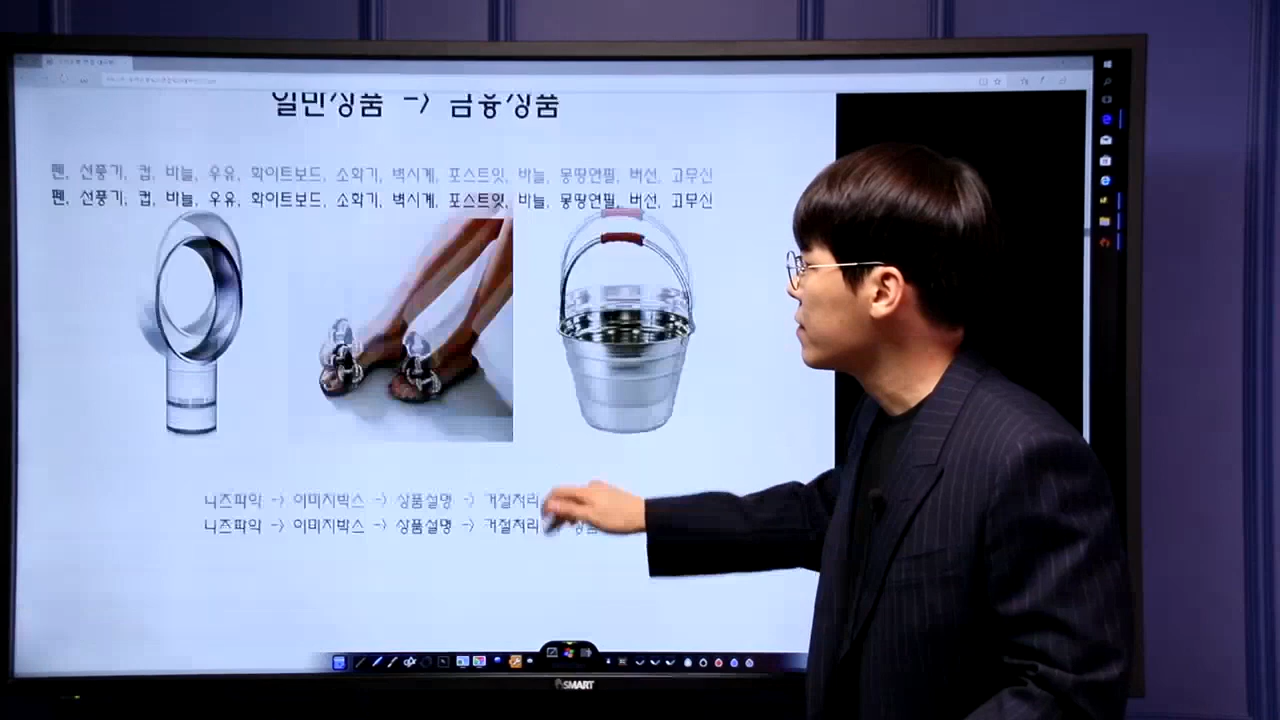 일반상품 -> 금융상품
펜, 선풍기, 컵, 바늘, 우유, 화이트보드, 소화기, 벽시계, 포스트잇, 바늘, 몽땅연필, 버선, 고무신
펜, 선풍기, 컵, 바늘, 우유, 화이트보드, 소화기, 벽시계, 포스트잇, 바늘, 몽땅연필, 버선, 고무신
니즈파악 -> 이미지박스 -> 상품설명 -> 거절처리
니즈파악 -> 이미지박스 -> 상품설명 -> 거절처리 -> 상품
SMART